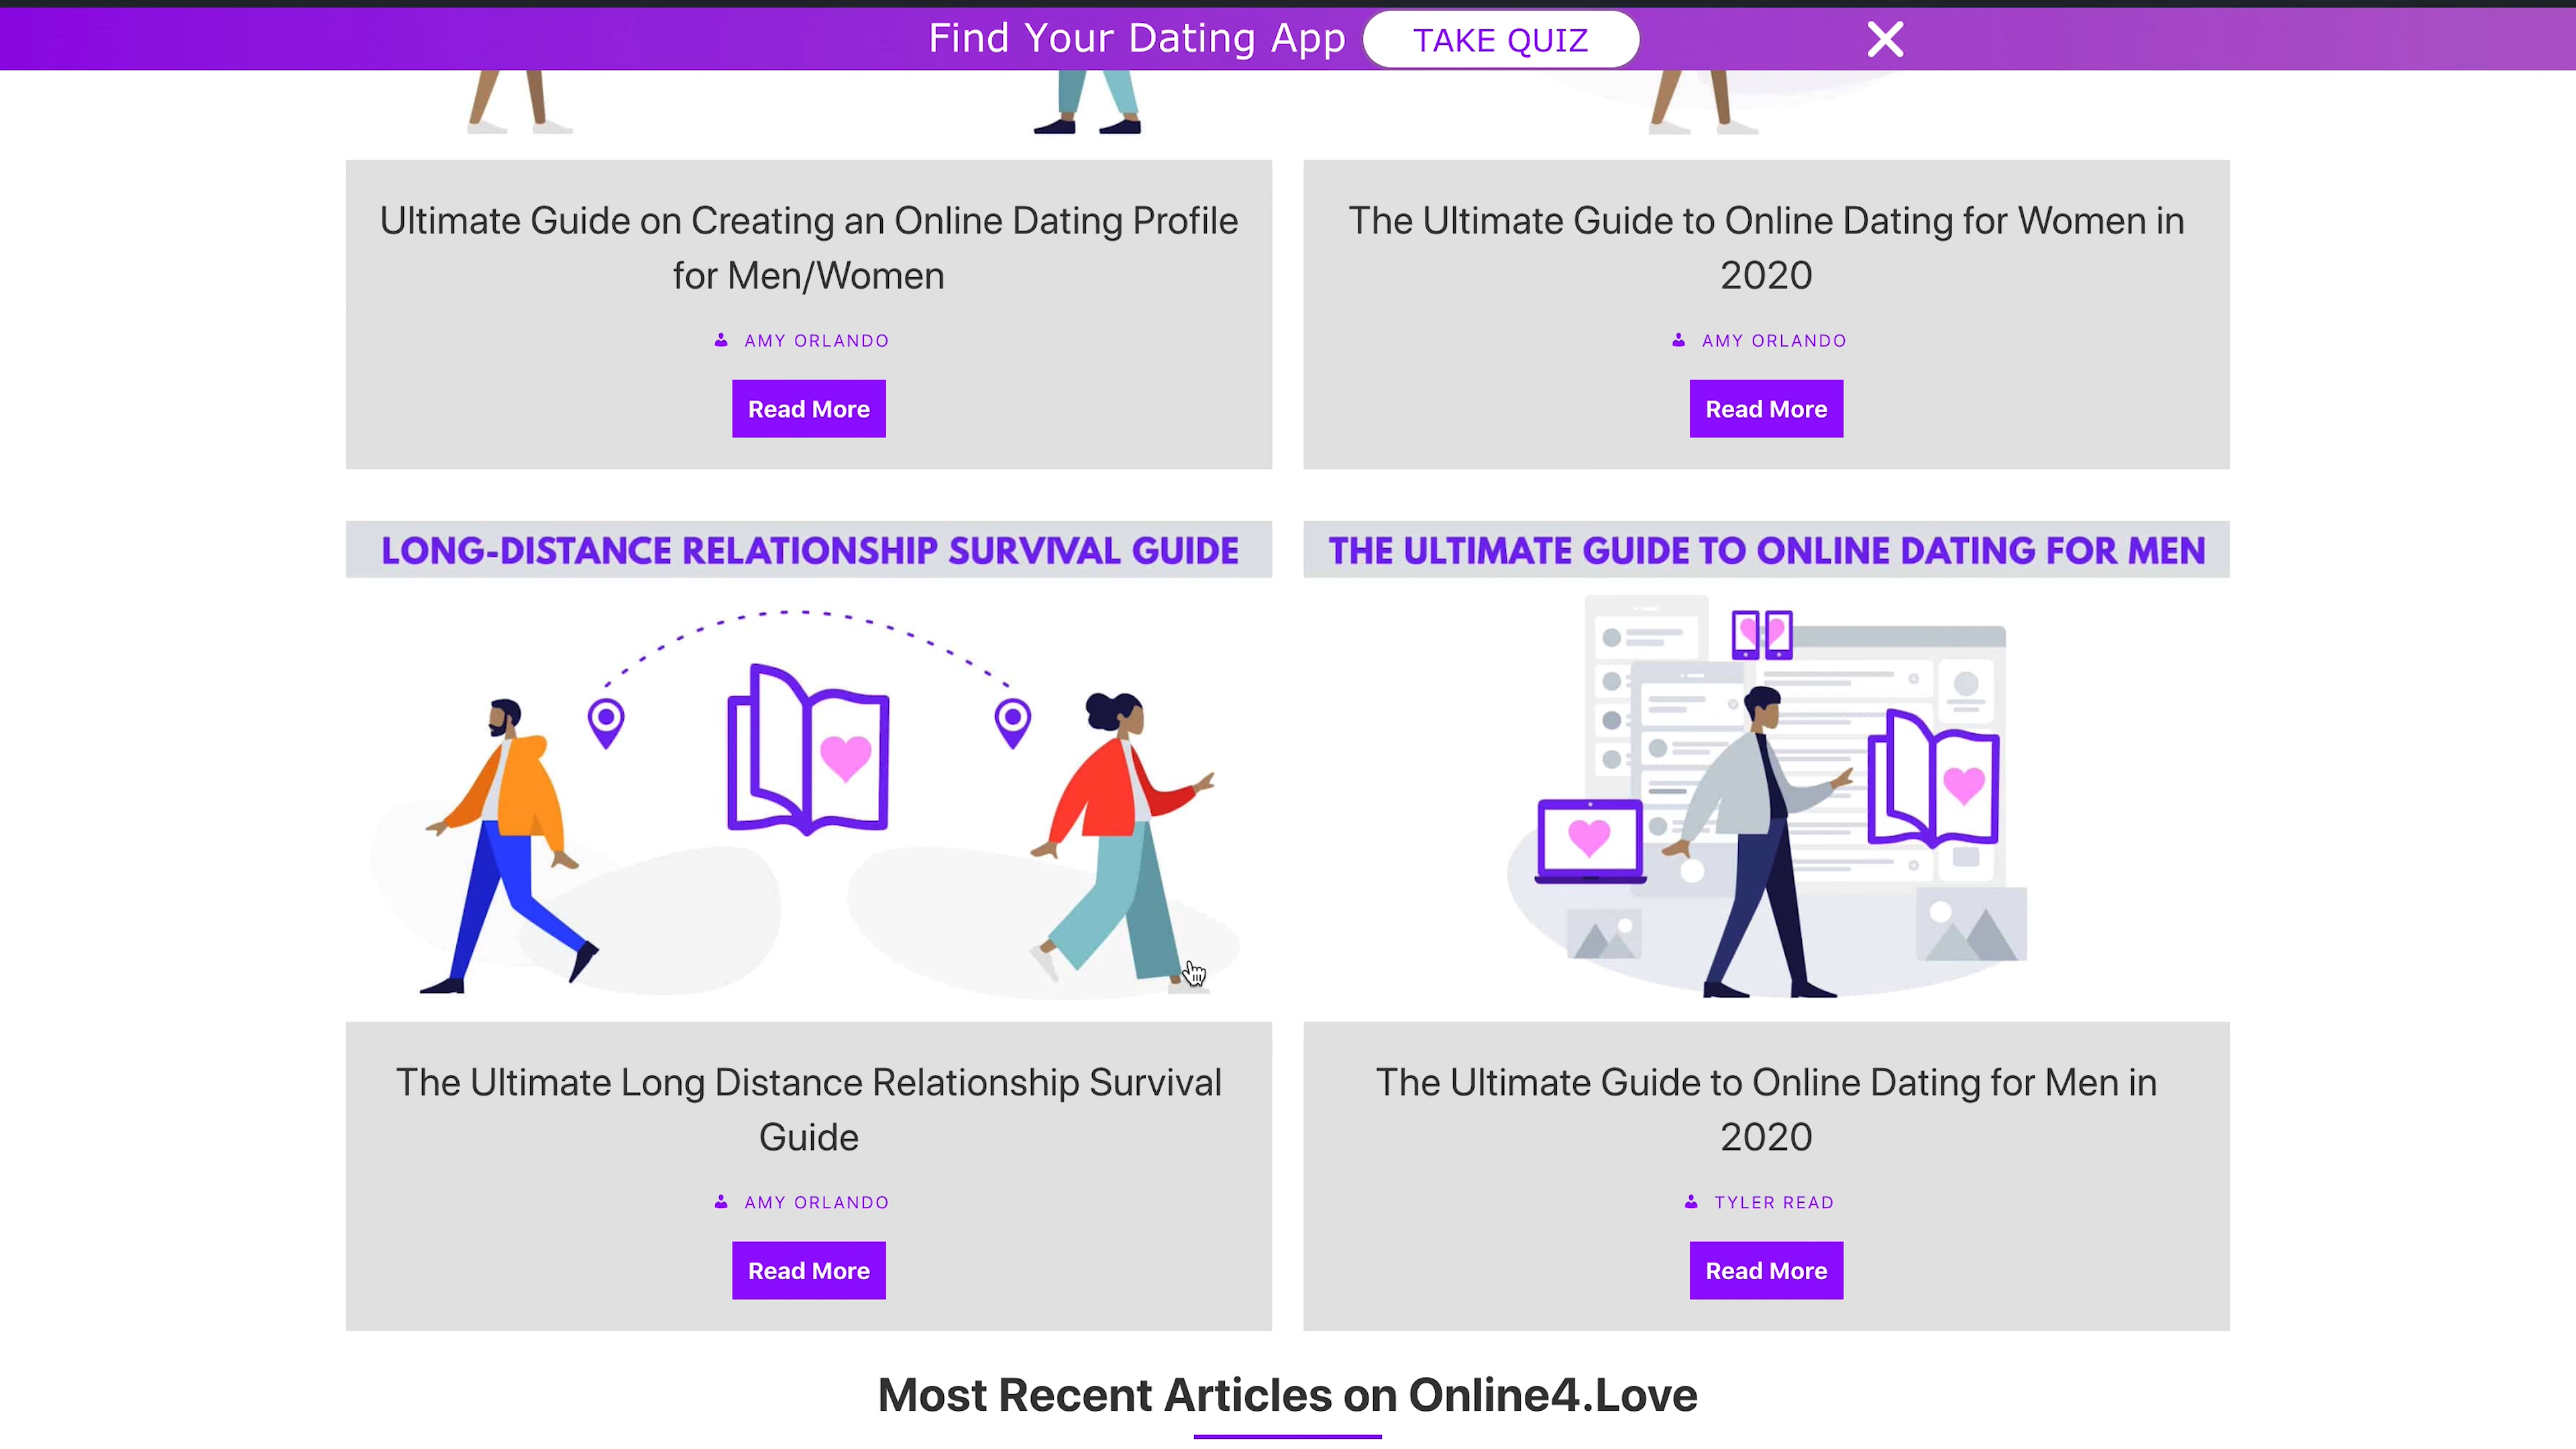 Find Your Dating App TAKE QUIZ
Ultimate Guide on Creating an Online Dating Profile
for Men/Women
AMY ORLANDO
Read More
The Ultimate Guide to Online Dating for Women in
2020
AMY ORLANDO
Read More
LONG-DISTANCE RELATIONSHIP SURVIVAL GUIDE
The Ultimate Long Distance Relationship Survival
Guide
AMY ORLANDO
Read More
THE ULTIMATE GUIDE TO ONLINE DATING FOR MEN
The Ultimate Guide to Online Dating for Men in
2020
TYLER READ
Read More
Most Recent Articles on Online4.Love